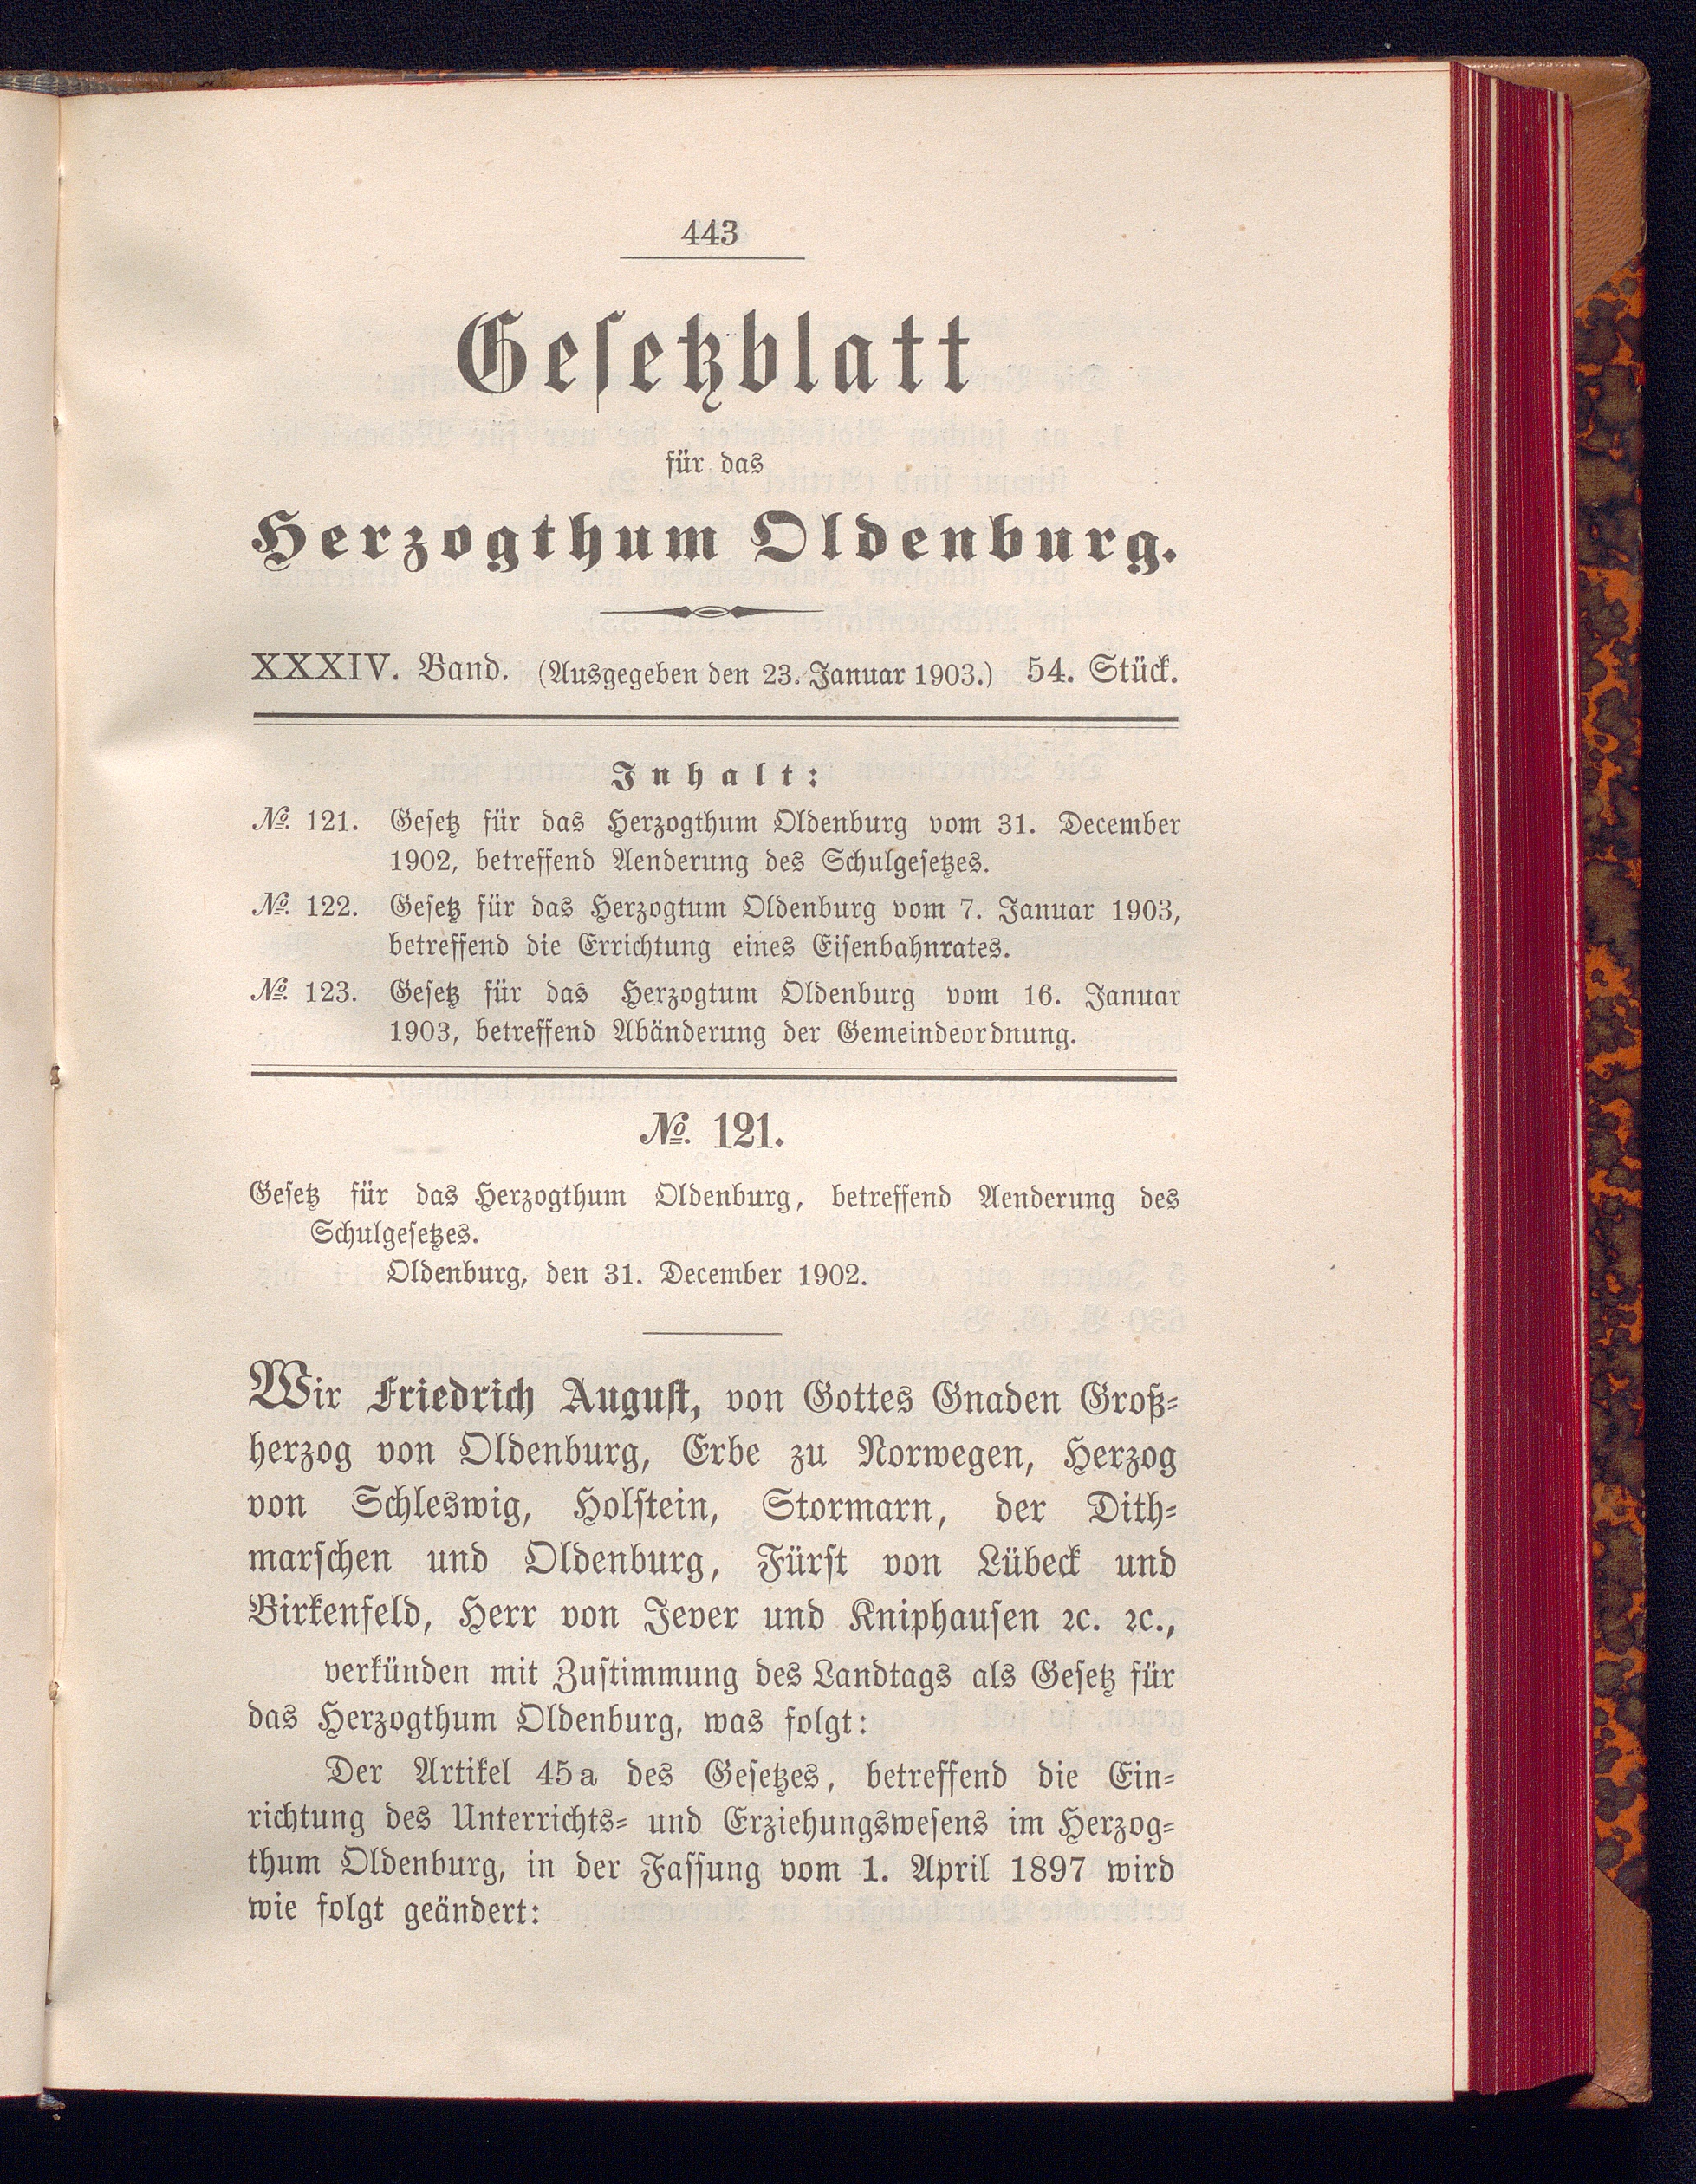 443
Gesetzblatt
für das
Herzogthum Oldenburg.
XXXIV. Band. (Ausgegeben den 23. Januar 1903.) 54. Stück.
Inhalt:
№. 121. Gesetz für das Herzogthum Oldenburg vom 31. December
1902, betreffend Aenderung des Schulgesetzes.
№. 122. Gesetz für das Herzogtum Oldenburg vom 7. Januar 1903,
betreffend die Errichtung eines Eisenbahnrates.
№. 123. Gesetz für das Herzogtum Oldenburg vom 16. Januar
1903, betreffend Abänderung der Gemeindeordnung.
№. 121.
Gesetz für das Herzogthum Oldenburg, betreffend Aenderung des
Schulgesetzes.
Oldenburg, den 31. December 1902.
Wir Friedrich August, von Gottes Gnaden Groß-
herzog von Oldenburg, Erbe zu Norwegen, Herzog
von Schleswig, Holstein, Stormarn, der Dith-
marschen und Oldenburg, Fürst von Lübeck und
Birkenfeld, Herr von Jever und Kniphausen ꝛc. ꝛc.,
verkünden mit Zustimmung des Landtags als Gesetz für
das Herzogthum Oldenburg, was folgt:
Der Artikel 45a des Gesetzes, betreffend die Ein-
richtung des Unterrichts- und Erziehungswesens im Herzog-
thum Oldenburg, in der Fassung vom 1. April 1897 wird
wie folgt geändert: